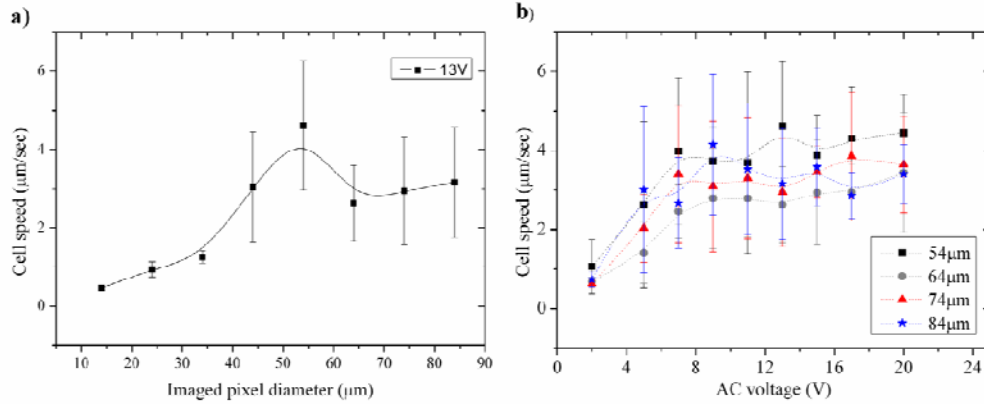 a)
13V
6
4
2
0
Cell speed (μm/sec)
10 20 30 40 50 60 70 80 90
Imaged pixel diameter (μm)
b)
6
4
2
0
Cell speed (μm/sec)
54μm
64μm
74μm
84μm
0 4 8 12 16 20 24
AC voltage (V)